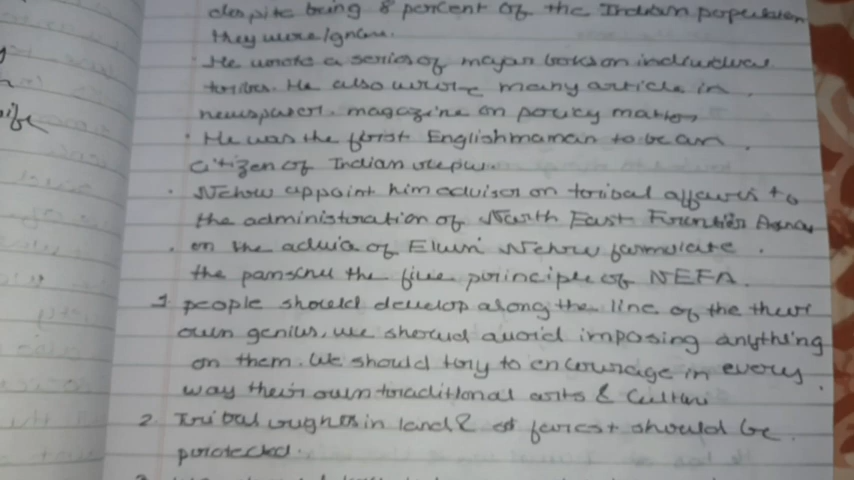 despite being 8 percent of the Indian population
they were ignore.
· He wrote a series of major books on individual
tribes. He also wrote many article in
newspaper, magazine on policy matter
· He was the first Englishmaman to be an
citizen of Indian repu
· Nehru appoint him advisor on tribal affairs to
the administration of North East Frountier Agency
· on the advia of Elwin Nehru formulate
the panschu the five principle of NEFA.
1 people should develop along the line of the their
own genius, we should avoid imposing anything
on them. We should try to encourage in every
way their own traditional arts & Culture
2. Tribal rights in land & forest should be
protected.